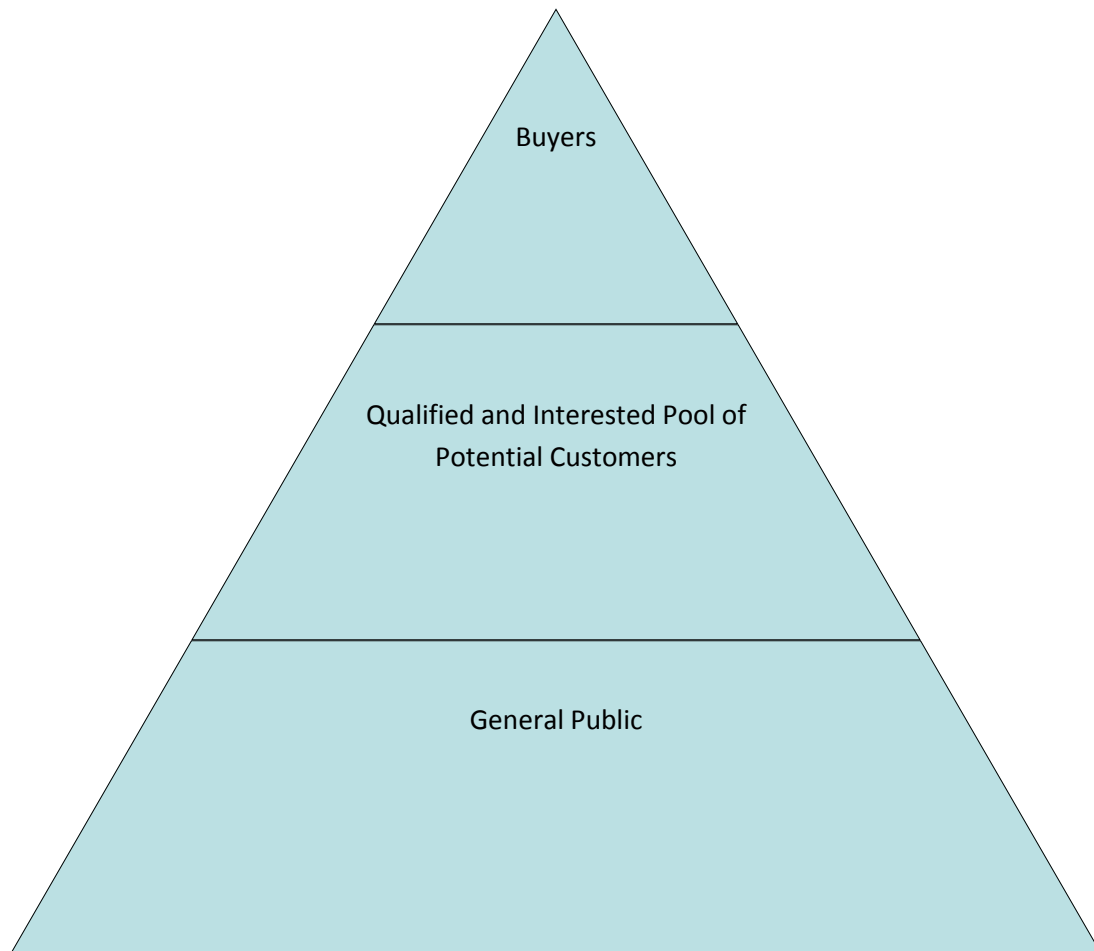 Buyers
Qualified and Interested Pool of
Potential Customers
General Public